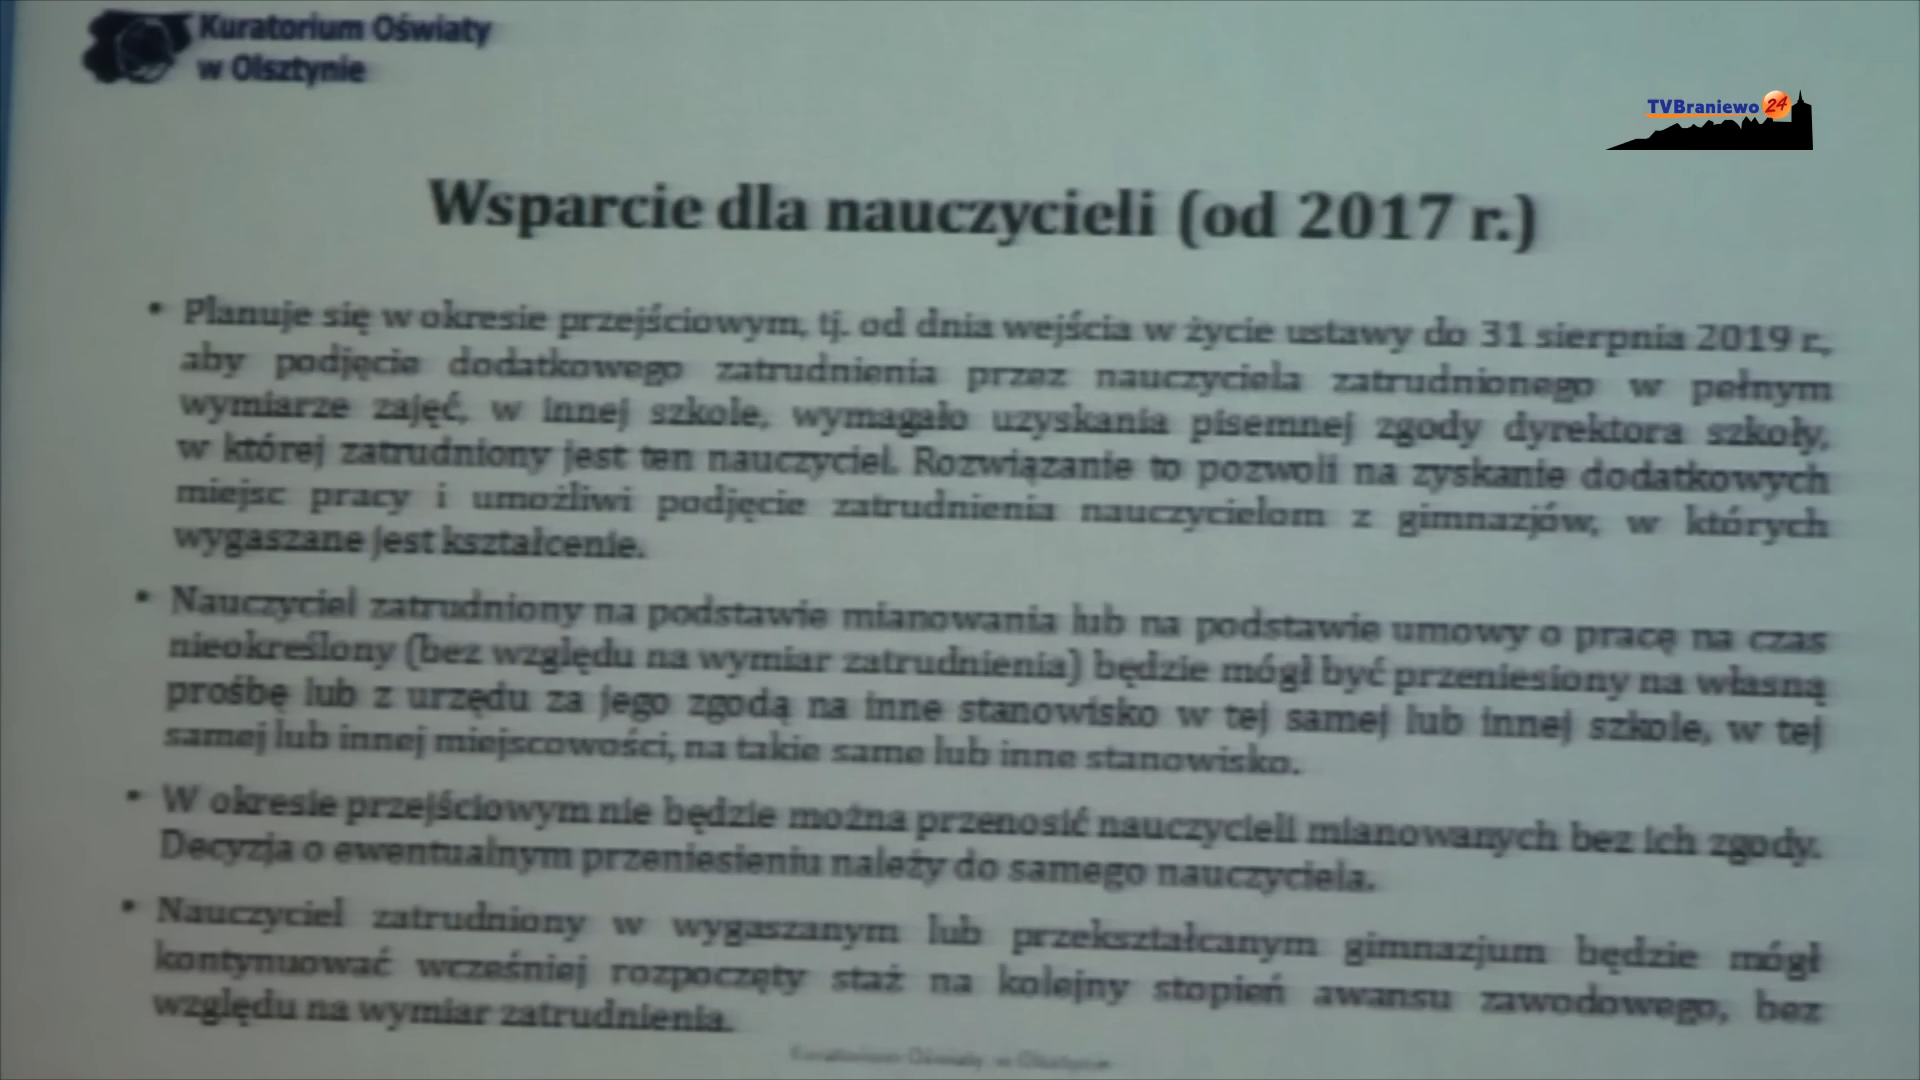 Kuratorium Oświaty
w Olsztynie
TVBraniewo 24
Wsparcie dla nauczycieli (od 2017 r.)
• Planuje się w okresie przejściowym, tj. od dnia wejścia w życie ustawy do 31 sierpnia 2019 r.,
aby podjęcie dodatkowego zatrudnienia przez nauczyciela zatrudnionego w pełnym
wymiarze zajęć, w innej szkole, wymagało uzyskania pisemnej zgody dyrektora szkoły,
w której zatrudniony jest ten nauczyciel. Rozwiązanie to pozwoli na zyskanie dodatkowych
miejsc pracy i umożliwi podjęcie zatrudnienia nauczycielom z gimnazjów, w których
wygaszane jest kształcenie.
• Nauczyciel zatrudniony na podstawie mianowania lub na podstawie umowy o pracę na czas
nieokreślony (bez względu na wymiar zatrudnienia) będzie mógł być przeniesiony na własną
prośbę lub z urzędu za jego zgodą na inne stanowisko w tej samej lub innej szkole, w tej
samej lub innej miejscowości, na takie same lub inne stanowisko.
• W okresie przejściowym nie będzie można przenosić nauczycieli mianowanych bez ich zgody.
Decyzja o ewentualnym przeniesieniu należy do samego nauczyciela.
• Nauczyciel zatrudniony w wygaszanym lub przekształcanym gimnazjum będzie mógł
kontynuować wcześniej rozpoczęty staż na kolejny stopień awansu zawodowego, bez
względu na wymiar zatrudnienia.
Kuratorium Oświaty w Olsztynie